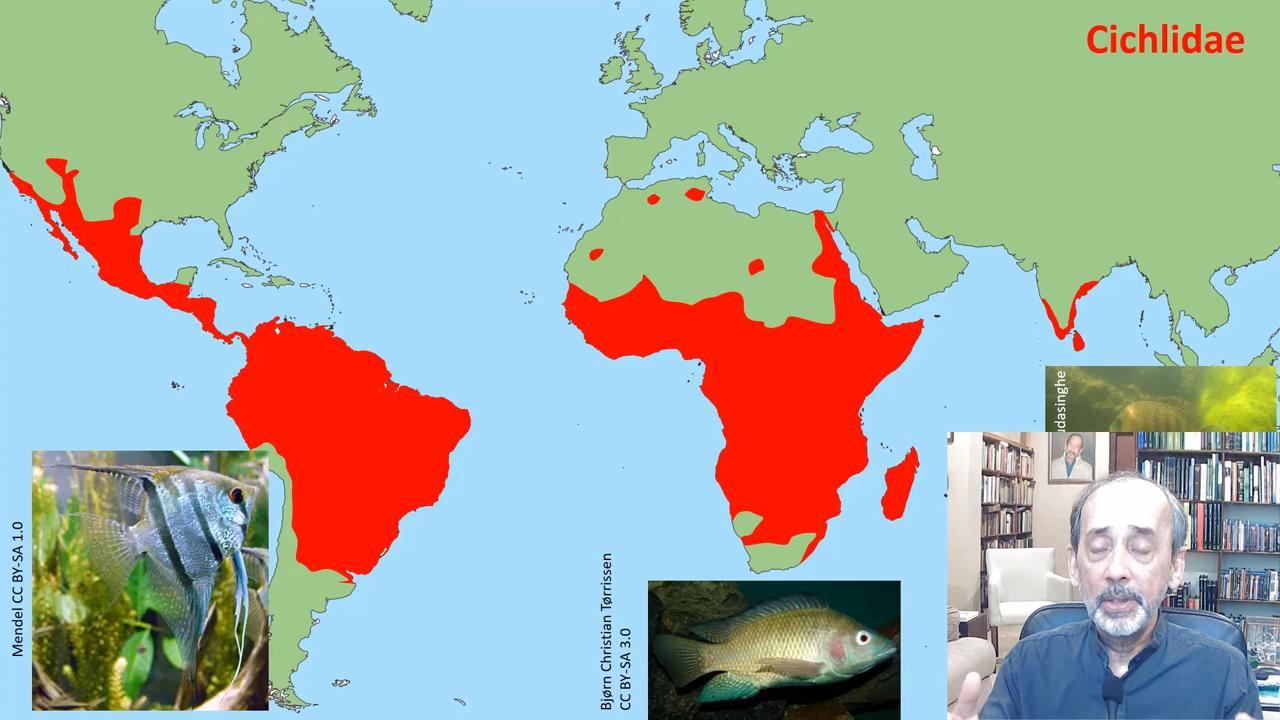 Cichlidae
Mendel CC BY-SA 1.0
Bjørn Christian Tørrissen
CC BY-SA 3.0